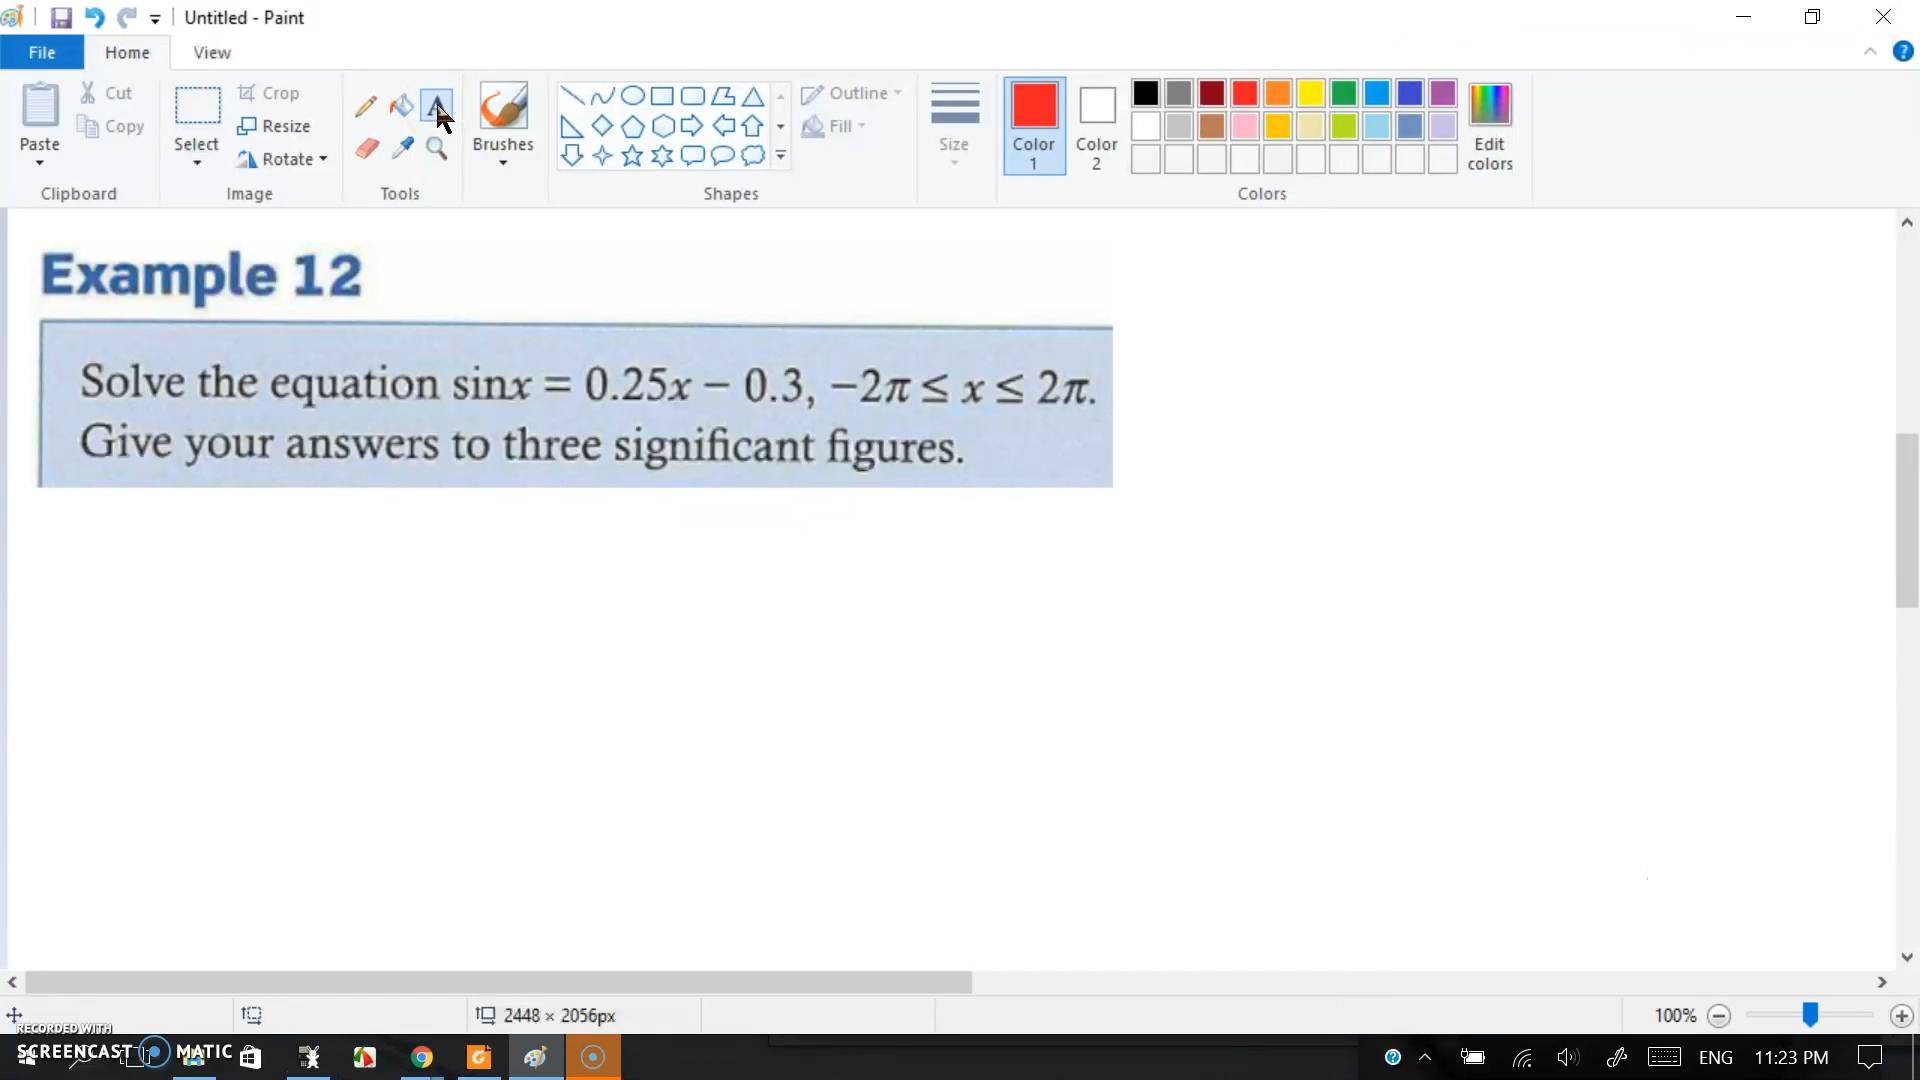 Untitled - Paint
File Home View
Paste
Cut
Copy
Clipboard
Select
Crop
Resize
Rotate
Image
Tools
Brushes
Shapes
Outline
Fill
Size
Color 1
Color 2
Edit colors
Colors
Example 12
Solve the equation sinx = 0.25x − 0.3, −2π ≤ x ≤ 2π.
Give your answers to three significant figures.
2448 × 2056px
100%
RECORDED WITH
SCREENCAST MATIC
ENG 11:23 PM